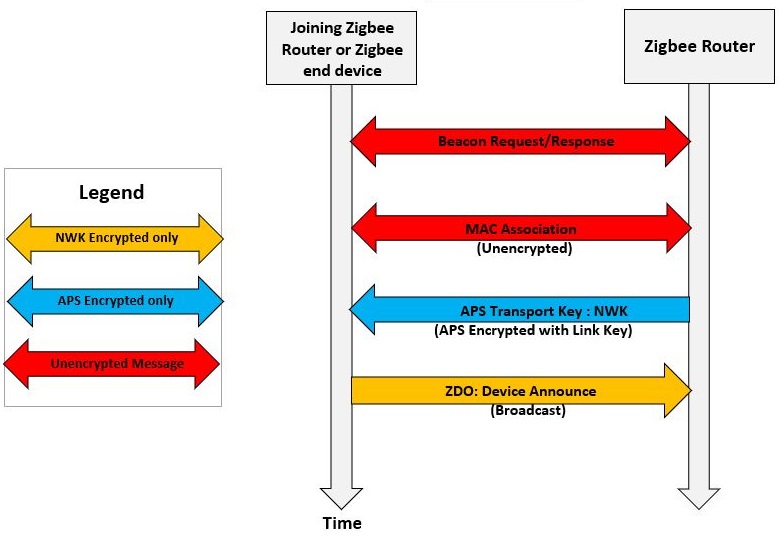 Joining Zigbee
Router or Zigbee
end device
Zigbee Router
Beacon Request/Response
Legend
NWK Encrypted only
APS Encrypted only
Unencrypted Message
MAC Association
(Unencrypted)
APS Transport Key : NWK
(APS Encrypted with Link Key)
ZDO: Device Announce
(Broadcast)
Time